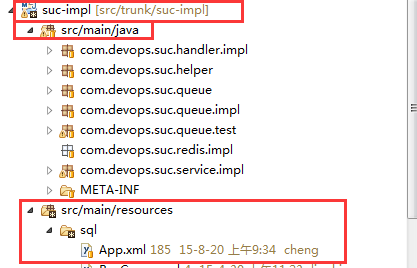 suc-impl [src/trunk/suc-impl]
src/main/java
com.devops.suc.handler.impl
com.devops.suc.helper
com.devops.suc.queue
com.devops.suc.queue.impl
com.devops.suc.queue.test
com.devops.suc.redis.impl
com.devops.suc.service.impl
META-INF
src/main/resources
sql
App.xml 185 15-8-20 上午9:34 cheng